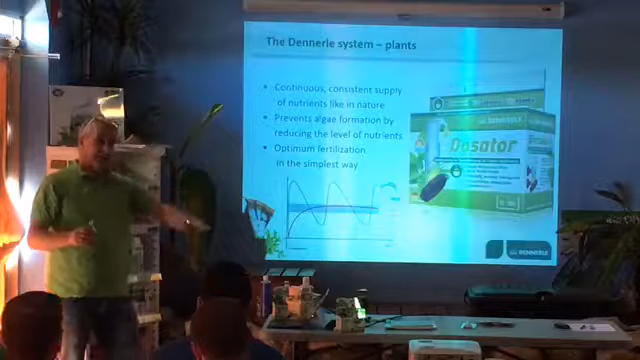 The Dennerle system – plants
• Continuous, consistent supply
of nutrients like in nature
• Prevents algae formation by
reducing the level of nutrients
• Optimum fertilization
in the simplest way
DENNERLE
Dosator
DENNERLE